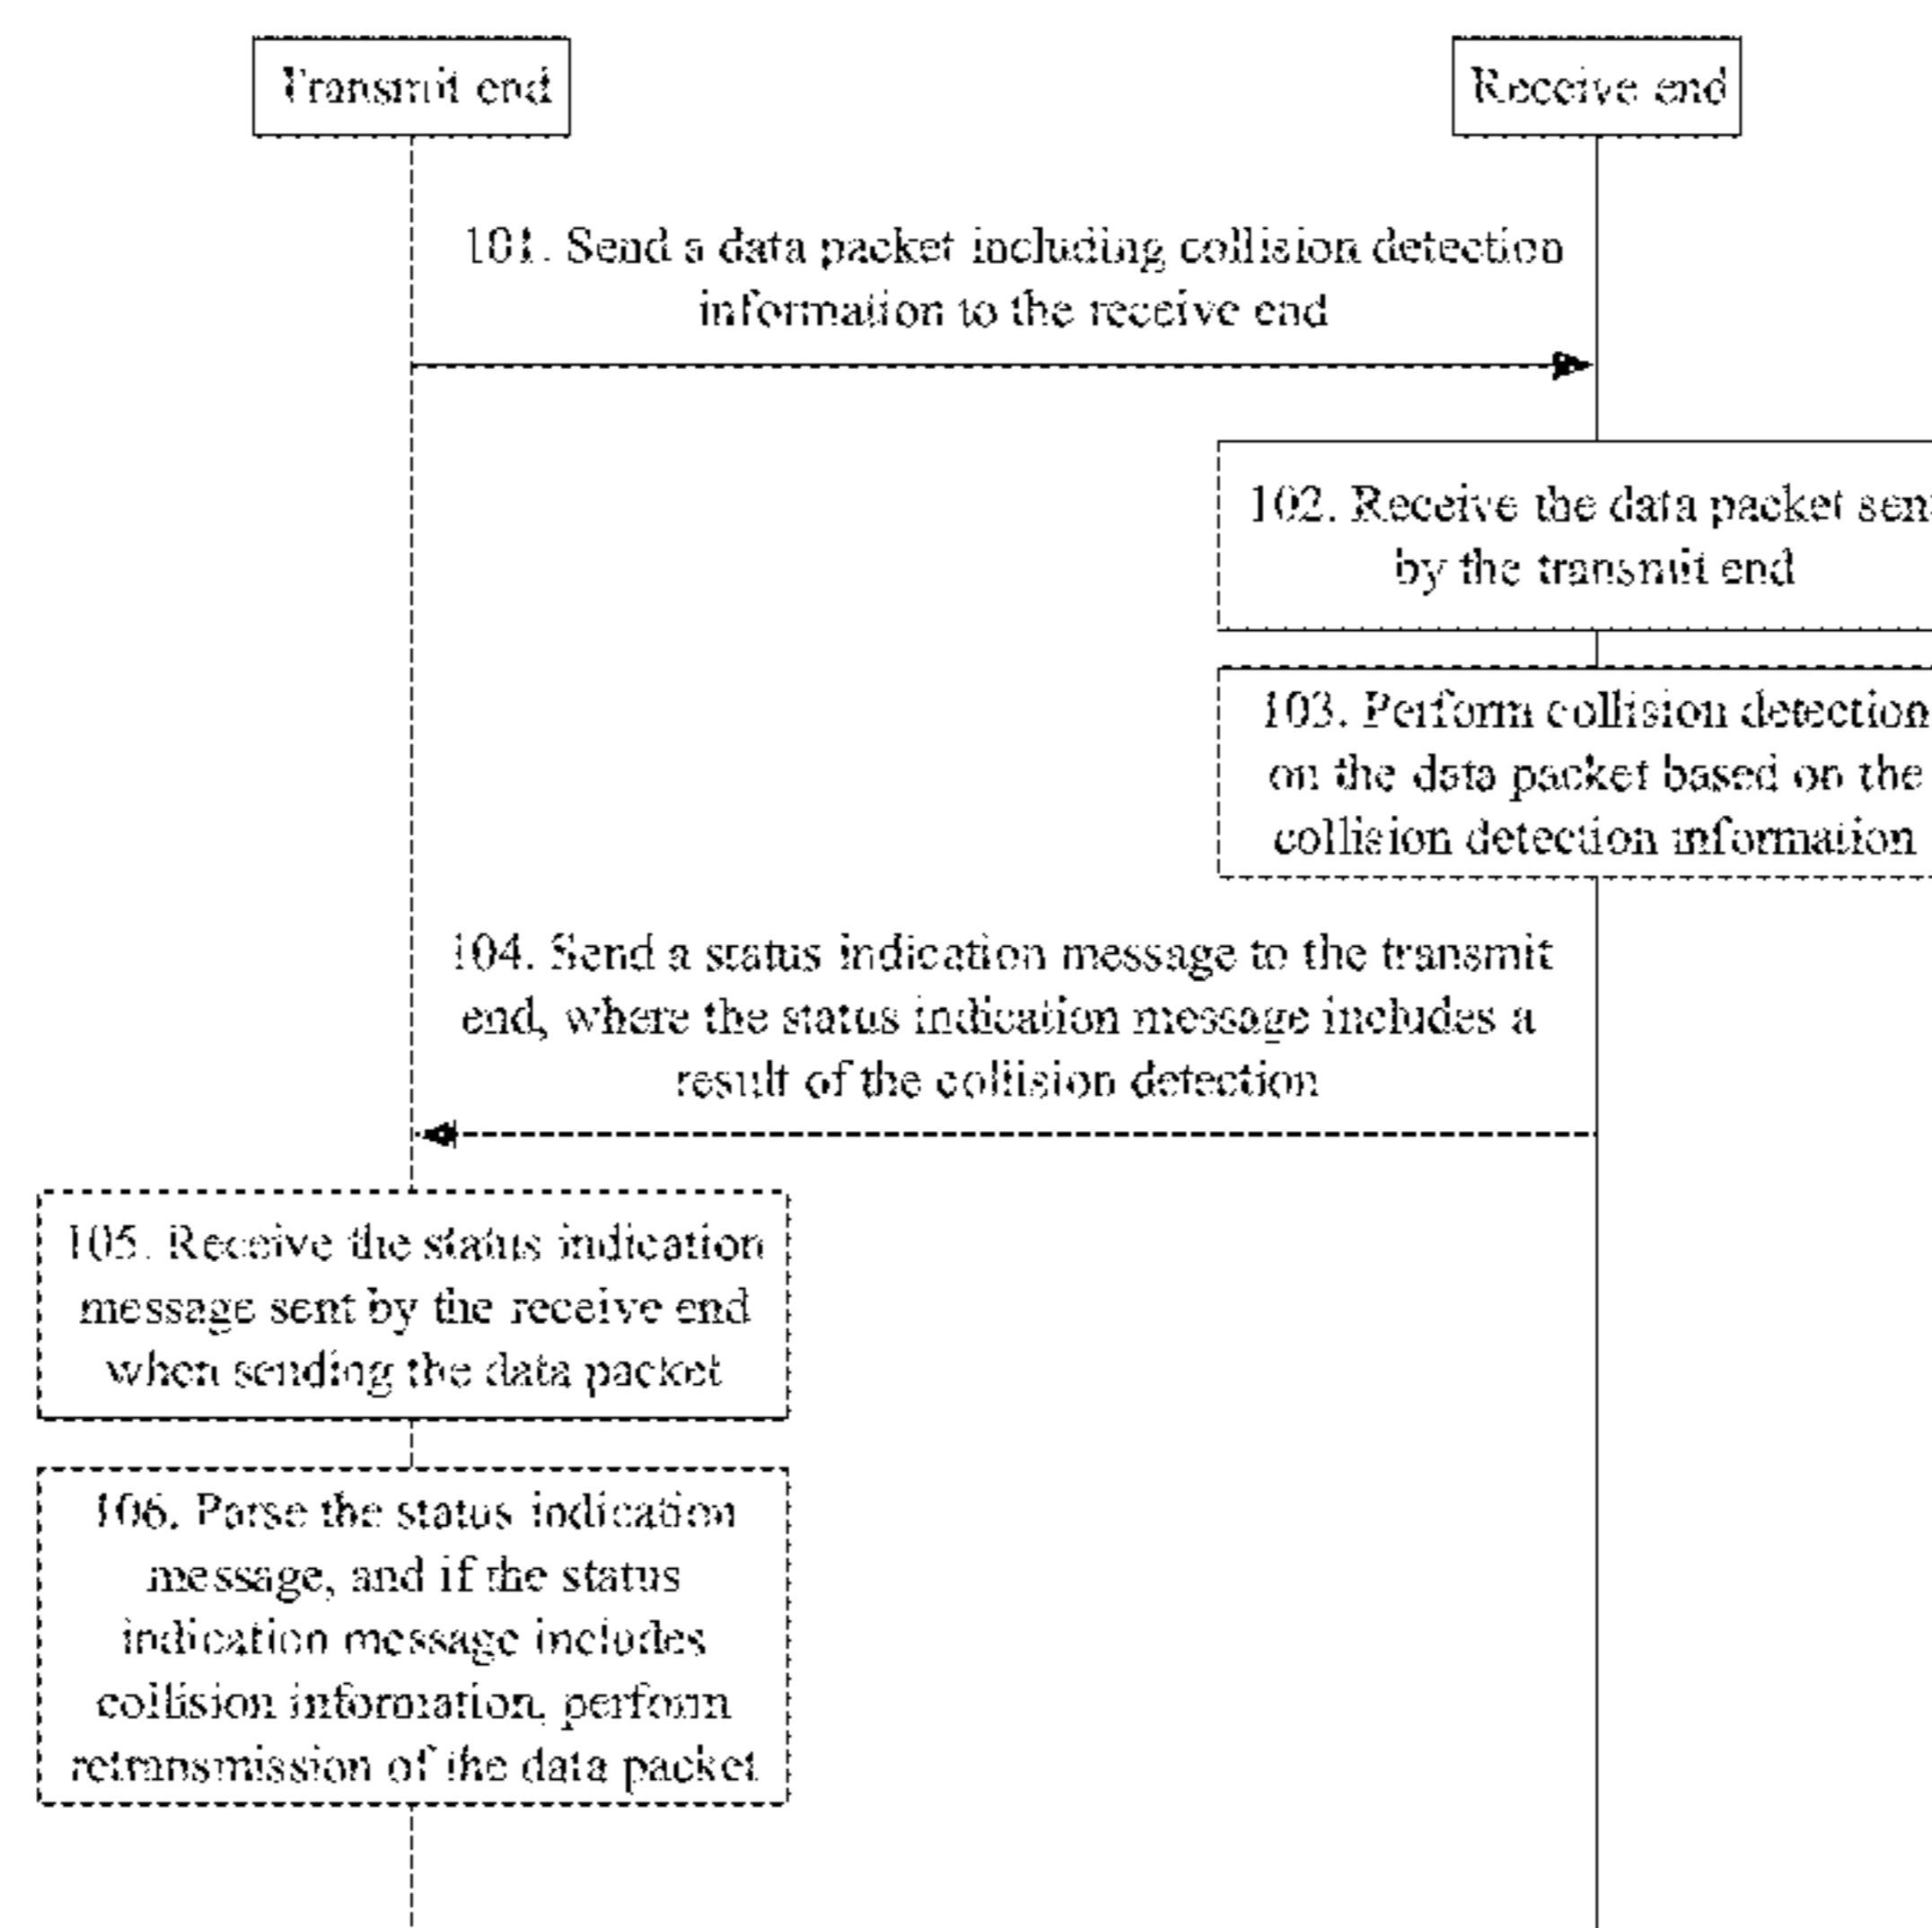 Transmit end
Receive end
101. Send a data packet including collision detection
information to the receive end
102. Receive the data packet sent
by the transmit end
103. Perform collision detection
on the data packet based on the
collision detection information
104. Send a status indication message to the transmit
end, where the status indication message includes a
result of the collision detection
105. Receive the status indication
message sent by the receive end
when sending the data packet
106. Parse the status indication
message, and if the status
indication message includes
collision information, perform
retransmission of the data packet